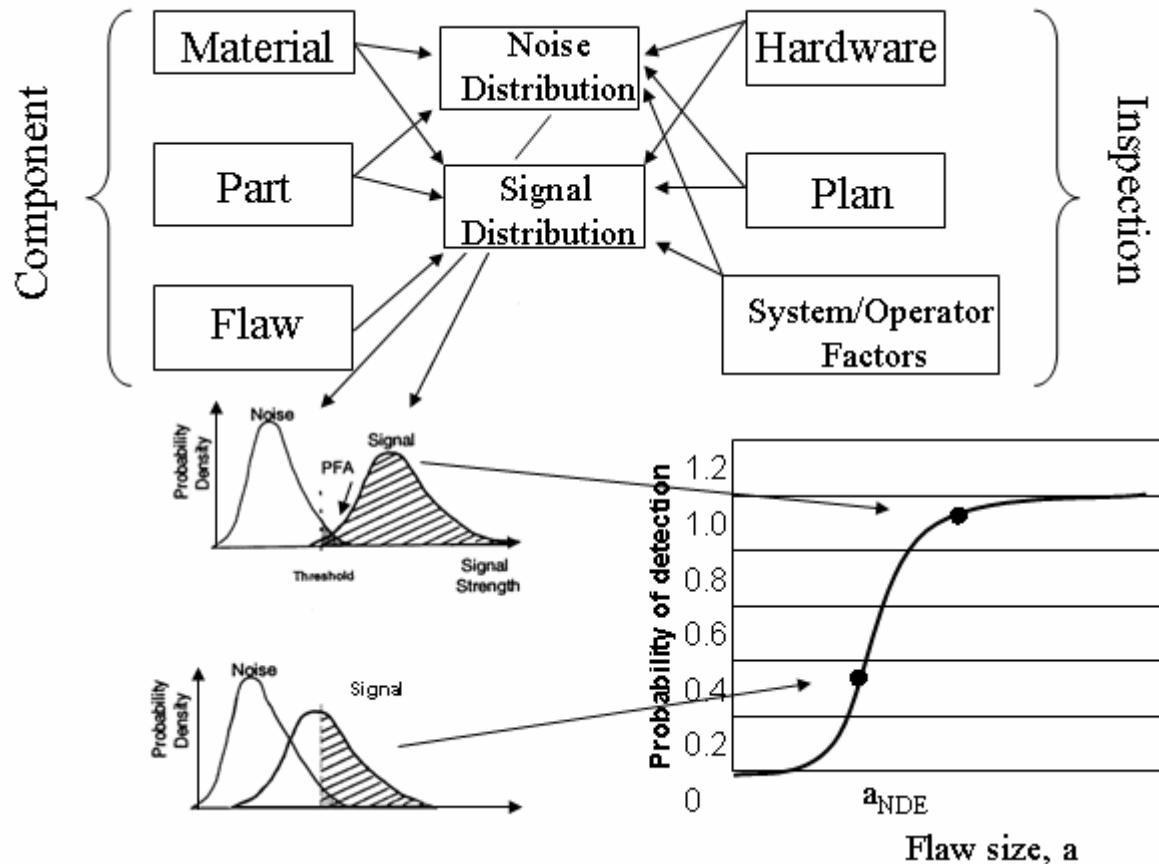 Component
Material
Part
Flaw
Noise
Distribution
Signal
Distribution
Hardware
Plan
System/Operator
Factors
Inspection
Probability
Density
Noise
PFA
Signal
Threshold
Signal
Strength
Probability
Density
Noise
Signal
Probability of detection
1.2
1.0
0.8
0.6
0.4
0.2
0
aNDE
Flaw size, a